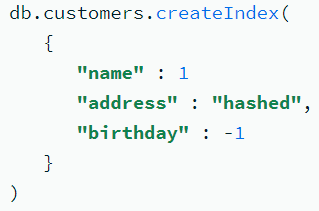 db.customers.createIndex(
{
"name" : 1
"address" : "hashed",
"birthday" : -1
}
)